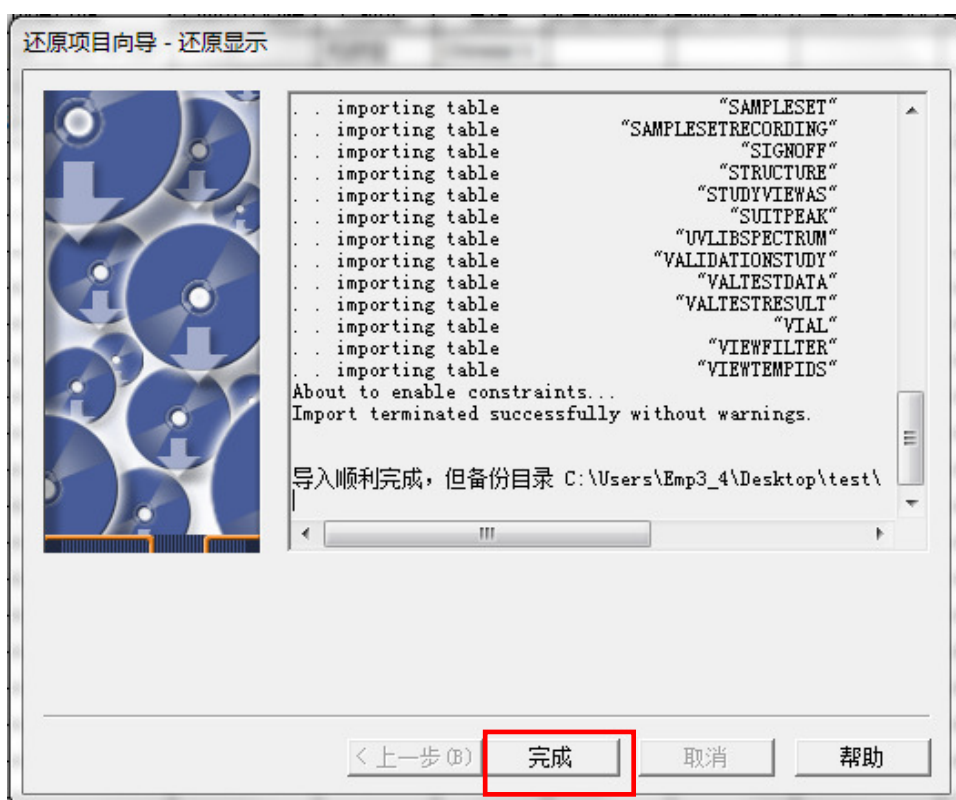 还原项目向导 - 还原显示
. . importing table "SAMPLESET"
. . importing table "SAMPLESETRECORDING"
. . importing table "SIGNOFF"
. . importing table "STRUCTURE"
. . importing table "STUDYVIEWAS"
. . importing table "SUITPEAK"
. . importing table "UVLIBSPECTRUM"
. . importing table "VALIDATIONSTUDY"
. . importing table "VALTESTDATA"
. . importing table "VALTESTRESULT"
. . importing table "VIAL"
. . importing table "VIEWFILTER"
. . importing table "VIEWTEMPIDS"
About to enable constraints...
Import terminated successfully without warnings.
导入顺利完成，但备份目录 C:\Users\Emp3_4\Desktop\test\
< 上一步(B) 完成 取消 帮助